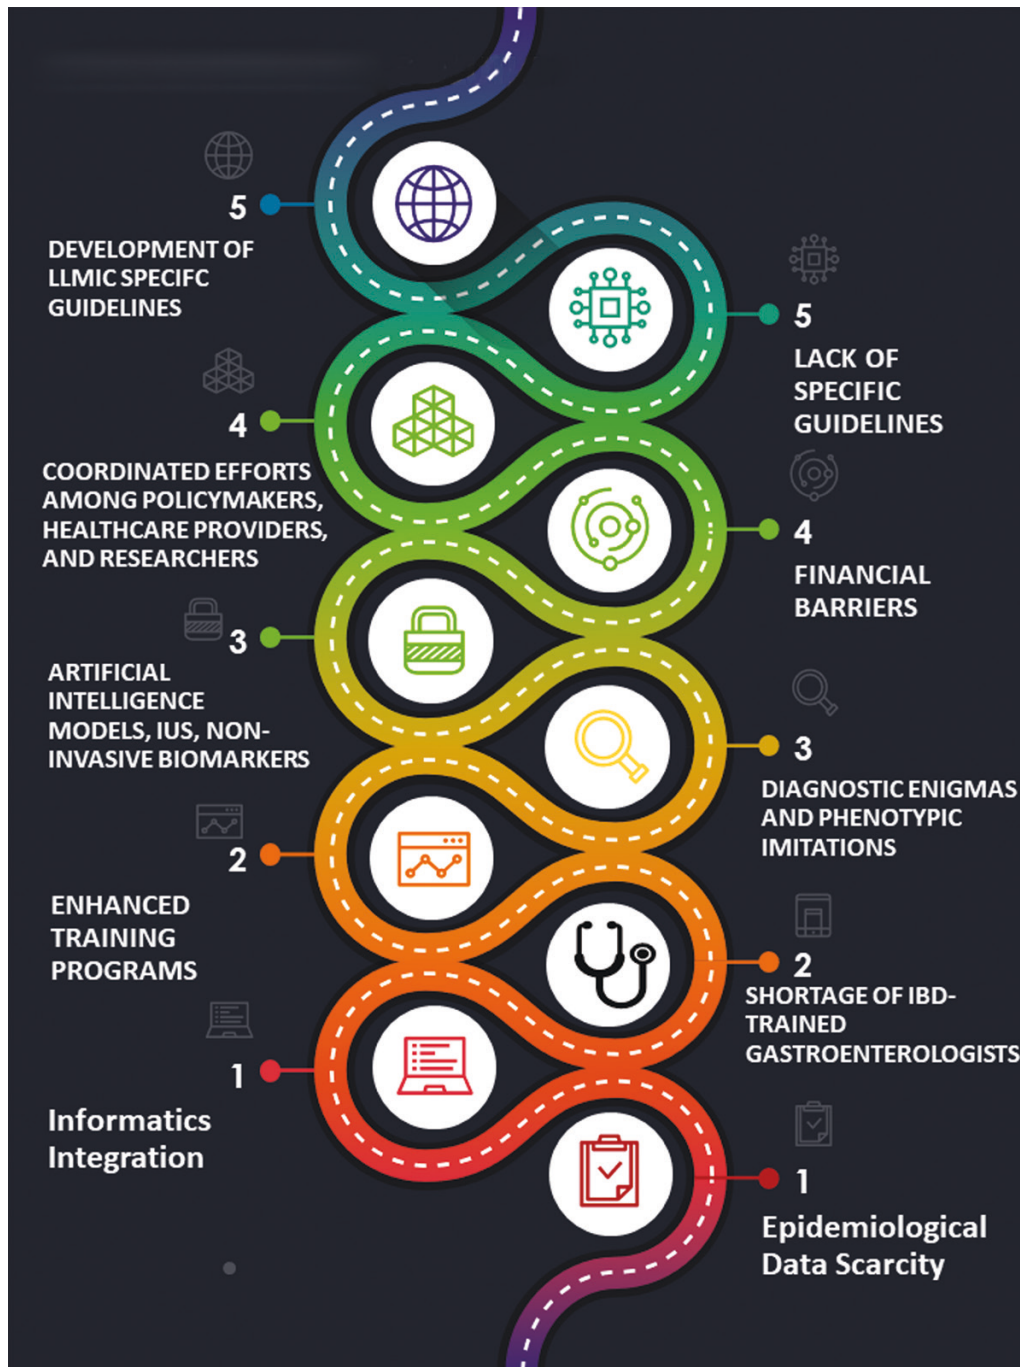 5
DEVELOPMENT OF
LLMIC SPECIFC
GUIDELINES
5
LACK OF
SPECIFIC
GUIDELINES
4
COORDINATED EFFORTS
AMONG POLICYMAKERS,
HEALTHCARE PROVIDERS,
AND RESEARCHERS
4
FINANCIAL
BARRIERS
3
ARTIFICIAL
INTELLIGENCE
MODELS, IUS, NON-
INVASIVE BIOMARKERS
3
DIAGNOSTIC ENIGMAS
AND PHENOTYPIC
IMITATIONS
2
ENHANCED
TRAINING
PROGRAMS
2
SHORTAGE OF IBD-
TRAINED
GASTROENTEROLOGISTS
1
Informatics
Integration
1
Epidemiological
Data Scarcity